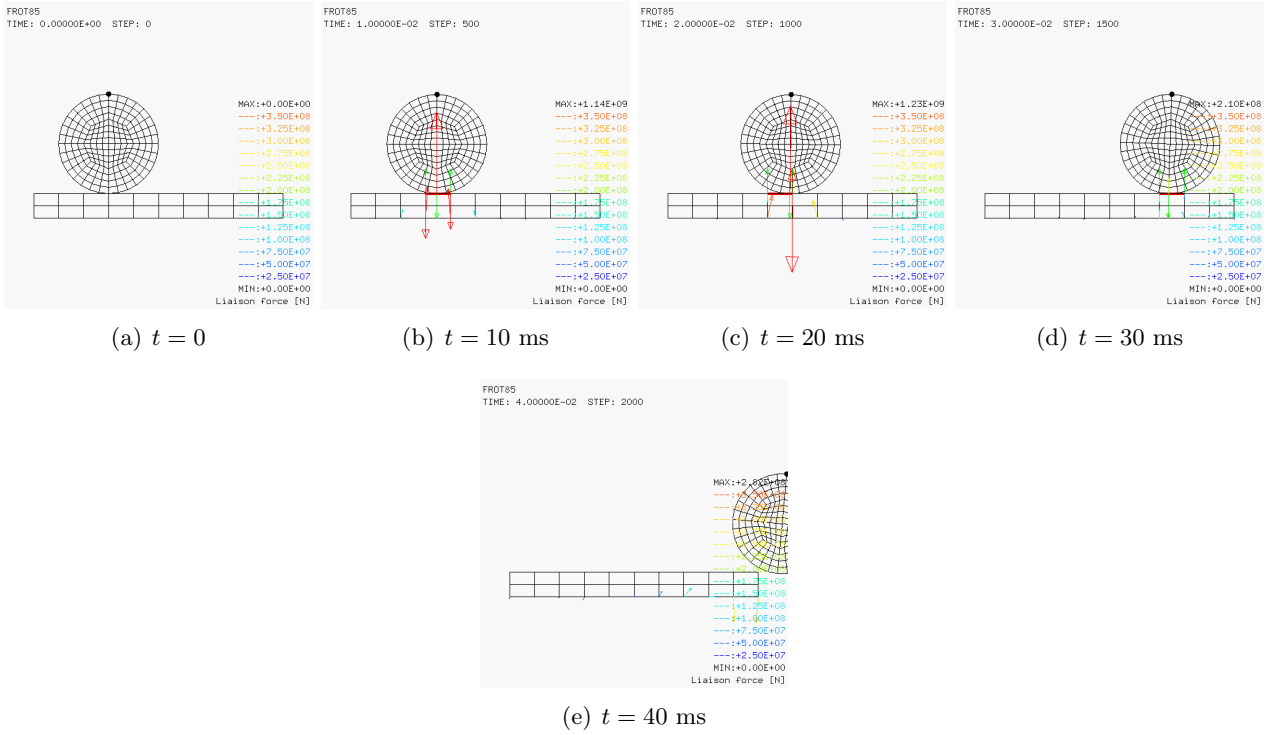 FROT85
TIME: 0.00000E+00 STEP: 0
MAX:+0.00E+00
---:+3.50E+08
---:+3.25E+08
---:+3.00E+08
---:+2.75E+08
---:+2.50E+08
---:+2.25E+08
---:+2.00E+08
---:+1.75E+08
---:+1.50E+08
---:+1.25E+08
---:+1.00E+08
---:+7.50E+07
---:+5.00E+07
---:+2.50E+07
MIN:+0.00E+00
Liaison force [N]
(a) t = 0
FROT85
TIME: 1.00000E-02 STEP: 500
MAX:+1.14E+09
---:+3.50E+08
---:+3.25E+08
---:+3.00E+08
---:+2.75E+08
---:+2.50E+08
---:+2.25E+08
---:+2.00E+08
---:+1.75E+08
---:+1.50E+08
---:+1.25E+08
---:+1.00E+08
---:+7.50E+07
---:+5.00E+07
---:+2.50E+07
MIN:+0.00E+00
Liaison force [N]
(b) t = 10 ms
FROT85
TIME: 2.00000E-02 STEP: 1000
MAX:+1.23E+09
---:+3.50E+08
---:+3.25E+08
---:+3.00E+08
---:+2.75E+08
---:+2.50E+08
---:+2.25E+08
---:+2.00E+08
---:+1.75E+08
---:+1.50E+08
---:+1.25E+08
---:+1.00E+08
---:+7.50E+07
---:+5.00E+07
---:+2.50E+07
MIN:+0.00E+00
Liaison force [N]
(c) t = 20 ms
FROT85
TIME: 3.00000E-02 STEP: 1500
MAX:+2.10E+08
---:+3.50E+08
---:+3.25E+08
---:+3.00E+08
---:+2.75E+08
---:+2.50E+08
---:+2.25E+08
---:+2.00E+08
---:+1.75E+08
---:+1.50E+08
---:+1.25E+08
---:+1.00E+08
---:+7.50E+07
---:+5.00E+07
---:+2.50E+07
MIN:+0.00E+00
Liaison force [N]
(d) t = 30 ms
FROT85
TIME: 4.00000E-02 STEP: 2000
---:+1.75E+08
---:+1.50E+08
---:+1.25E+08
---:+1.00E+08
---:+7.50E+07
---:+5.00E+07
---:+2.50E+07
MIN:+0.00E+00
Liaison force [N]
(e) t = 40 ms